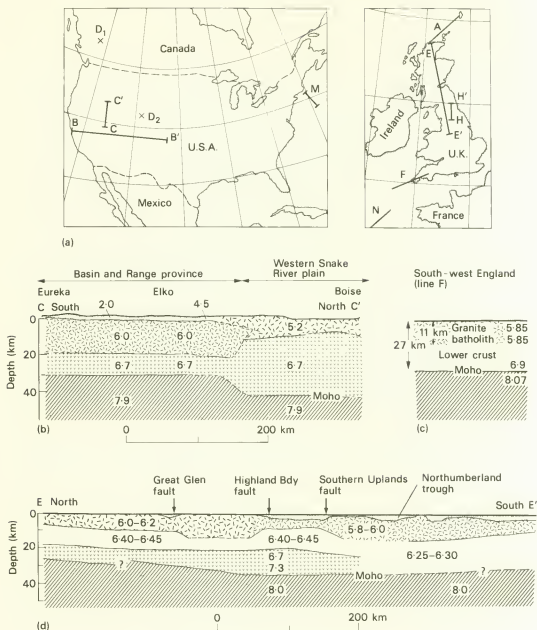 D₁
×
Canada
C'
C
×D₂
B
B'
U.S.A.
M
Mexico
(a)
A
E
H'
H
E'
Ireland
U.K.
F
N
France
Basin and Range province
Western Snake
River plain
Eureka
Elko
Boise
C South
2·0
4·5
North C'
0
20
40
Depth (km)
6·0
6·0
5·2
6·7
6·7
6·7
Moho
7·9
7·9
(b)
0
200 km
South-west England
(line F)
11 km
27 km
Granite
batholith
5·85
5·85
Lower crust
Moho
6·9
8·07
(c)
Great Glen
fault
Highland Bdy
fault
Southern Uplands
fault
Northumberland
trough
E North
South E'
0
20
40
Depth (km)
6·0–6·2
5·8–6·0
6·40–6·45
6·40–6·45
6·25–6·30
6·7
7·3
?
Moho
?
8·0
8·0
(d)
0
200 km